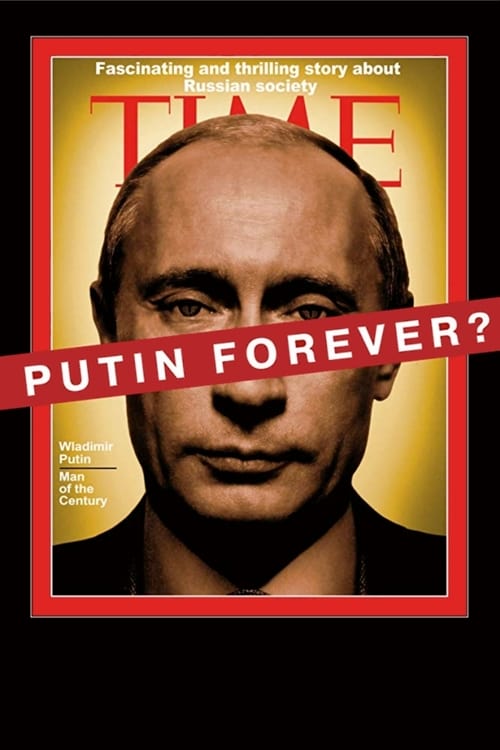 Fascinating and thrilling story about
Russian society
TIME
PUTIN FOREVER?
Wladimir
Putin
Man
of the
Century